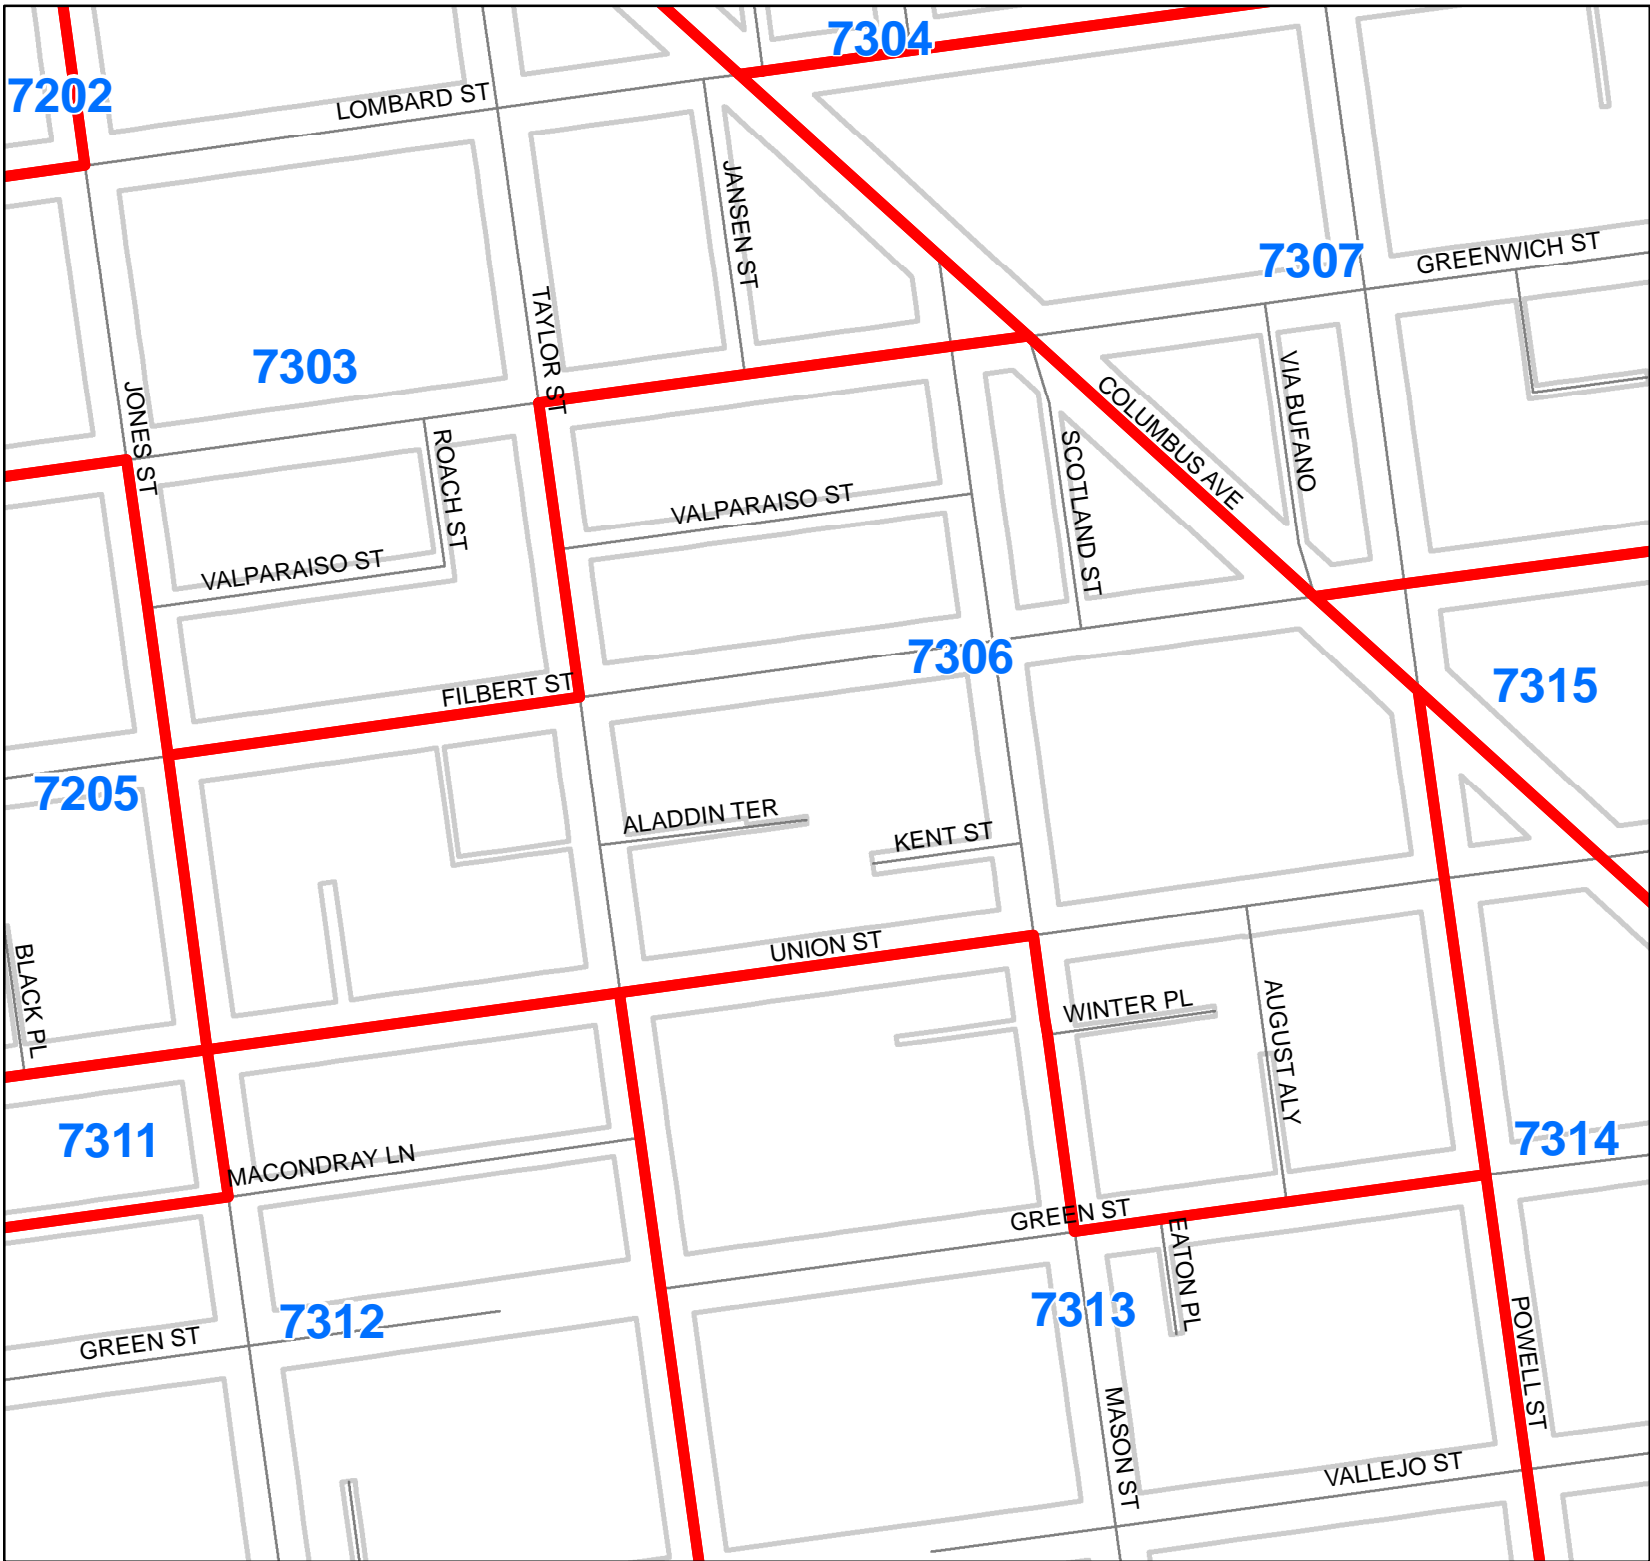 7304
7202
LOMBARD ST
JANSEN ST
7307
GREENWICH ST
TAYLOR ST
7303
JONES ST
ROACH ST
COLUMBUS AVE
VIA BUFANO
SCOTLAND ST
VALPARAISO ST
VALPARAISO ST
7306
FILBERT ST
7315
7205
ALADDIN TER
KENT ST
UNION ST
BLACK PL
WINTER PL
AUGUST ALY
7311
7314
MACONDRAY LN
GREEN ST
EATON PL
7312
7313
GREEN ST
POWELL ST
MASON ST
VALLEJO ST